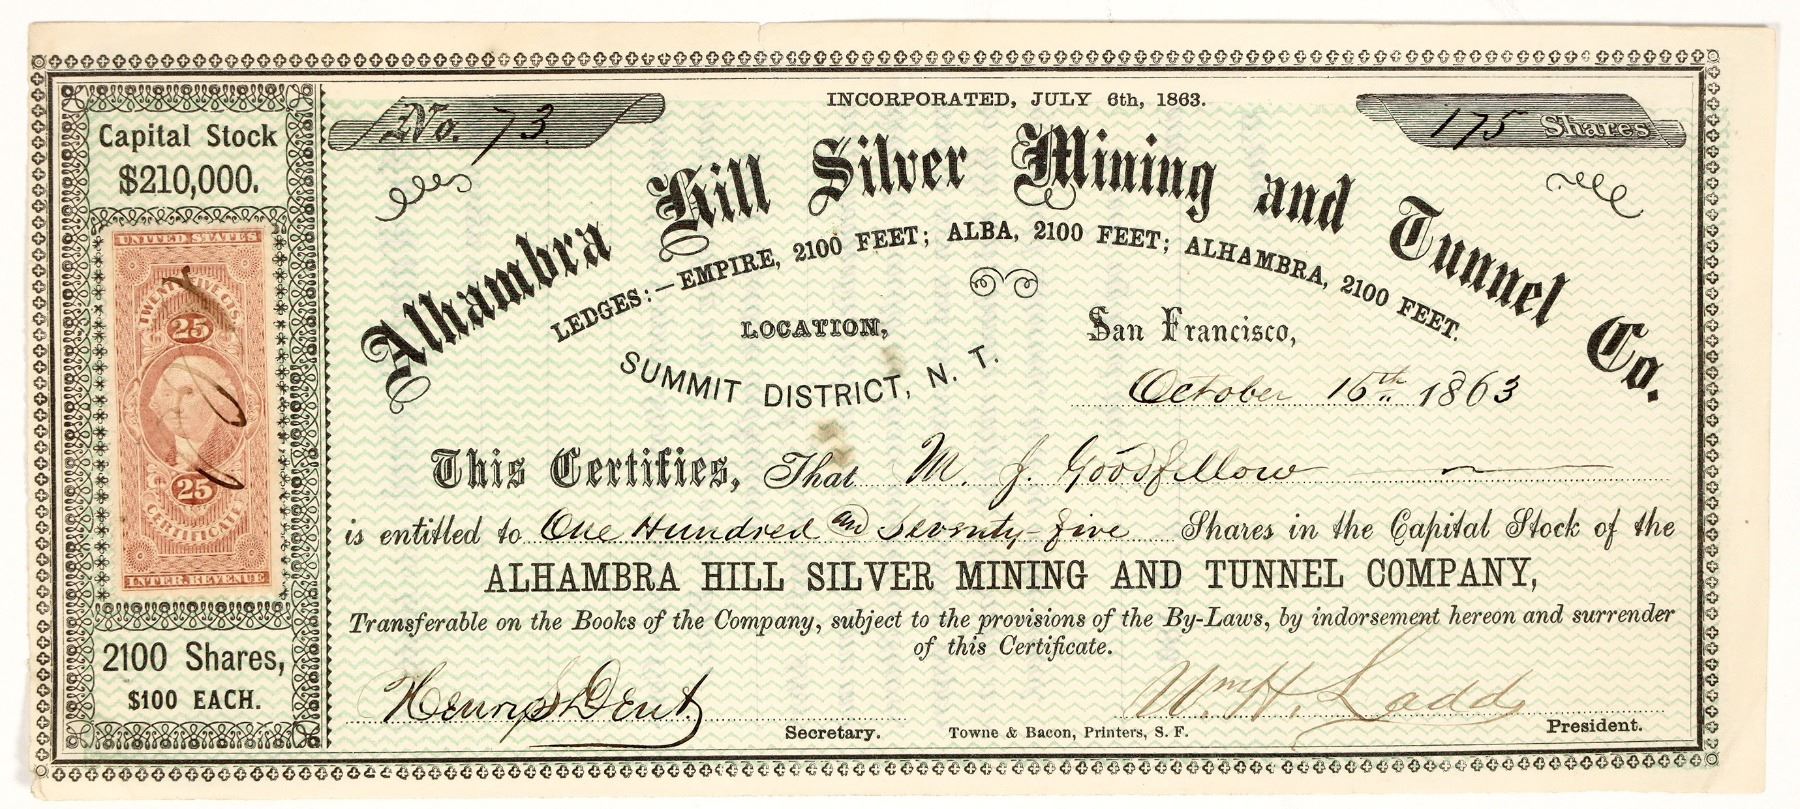 INCORPORATED, JULY 6th, 1863.
No. 73
175 Shares
Capital Stock
$210,000.
Alhambra Hill Silver Mining and Tunnel Co.
LEDGES:—EMPIRE, 2100 FEET; ALBA, 2100 FEET; ALHAMBRA, 2100 FEET.
LOCATION,
SUMMIT DISTRICT, N. T.
San Francisco,
October 16th 1863
UNITED STATES
TWENTY FIVE CTS.
25
25
CERTIFICATE
INTER. REVENUE
This Certifies, That M. J. Goodfellow
is entitled to One Hundred and Seventy-five Shares in the Capital Stock of the
ALHAMBRA HILL SILVER MINING AND TUNNEL COMPANY,
Transferable on the Books of the Company, subject to the provisions of the By-Laws, by indorsement hereon and surrender
of this Certificate.
2100 Shares,
$100 EACH.
Henry S Dent
Secretary.
Towne & Bacon, Printers, S. F.
Wm H. Ladd
President.